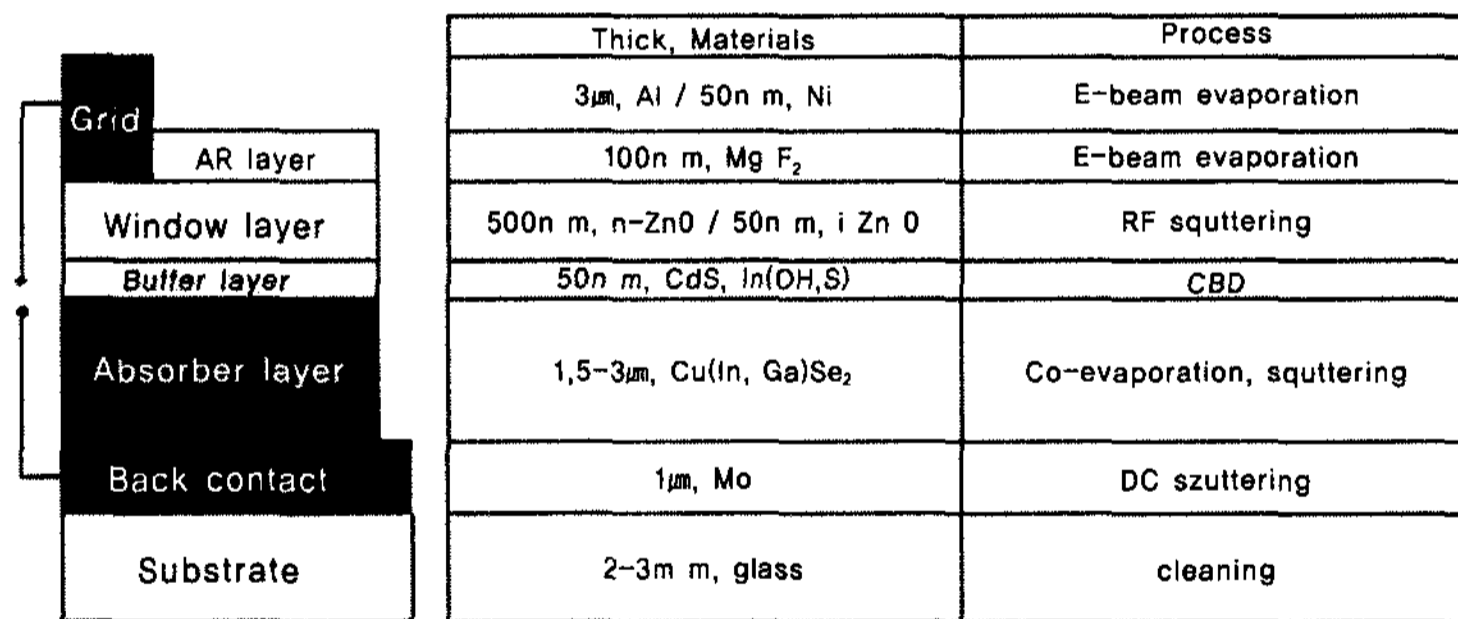 Thick, Materials Process
Grid 3㎛, Al / 50n m, Ni E-beam evaporation
AR layer 100n m, Mg F₂ E-beam evaporation
Window layer 500n m, n-ZnO / 50n m, i Zn O RF squttering
Buffer layer 50n m, CdS, In(OH,S) CBD
Absorber layer 1,5-3㎛, Cu(In, Ga)Se₂ Co-evaporation, squttering
Back contact 1㎛, Mo DC szuttering
Substrate 2-3m m, glass cleaning